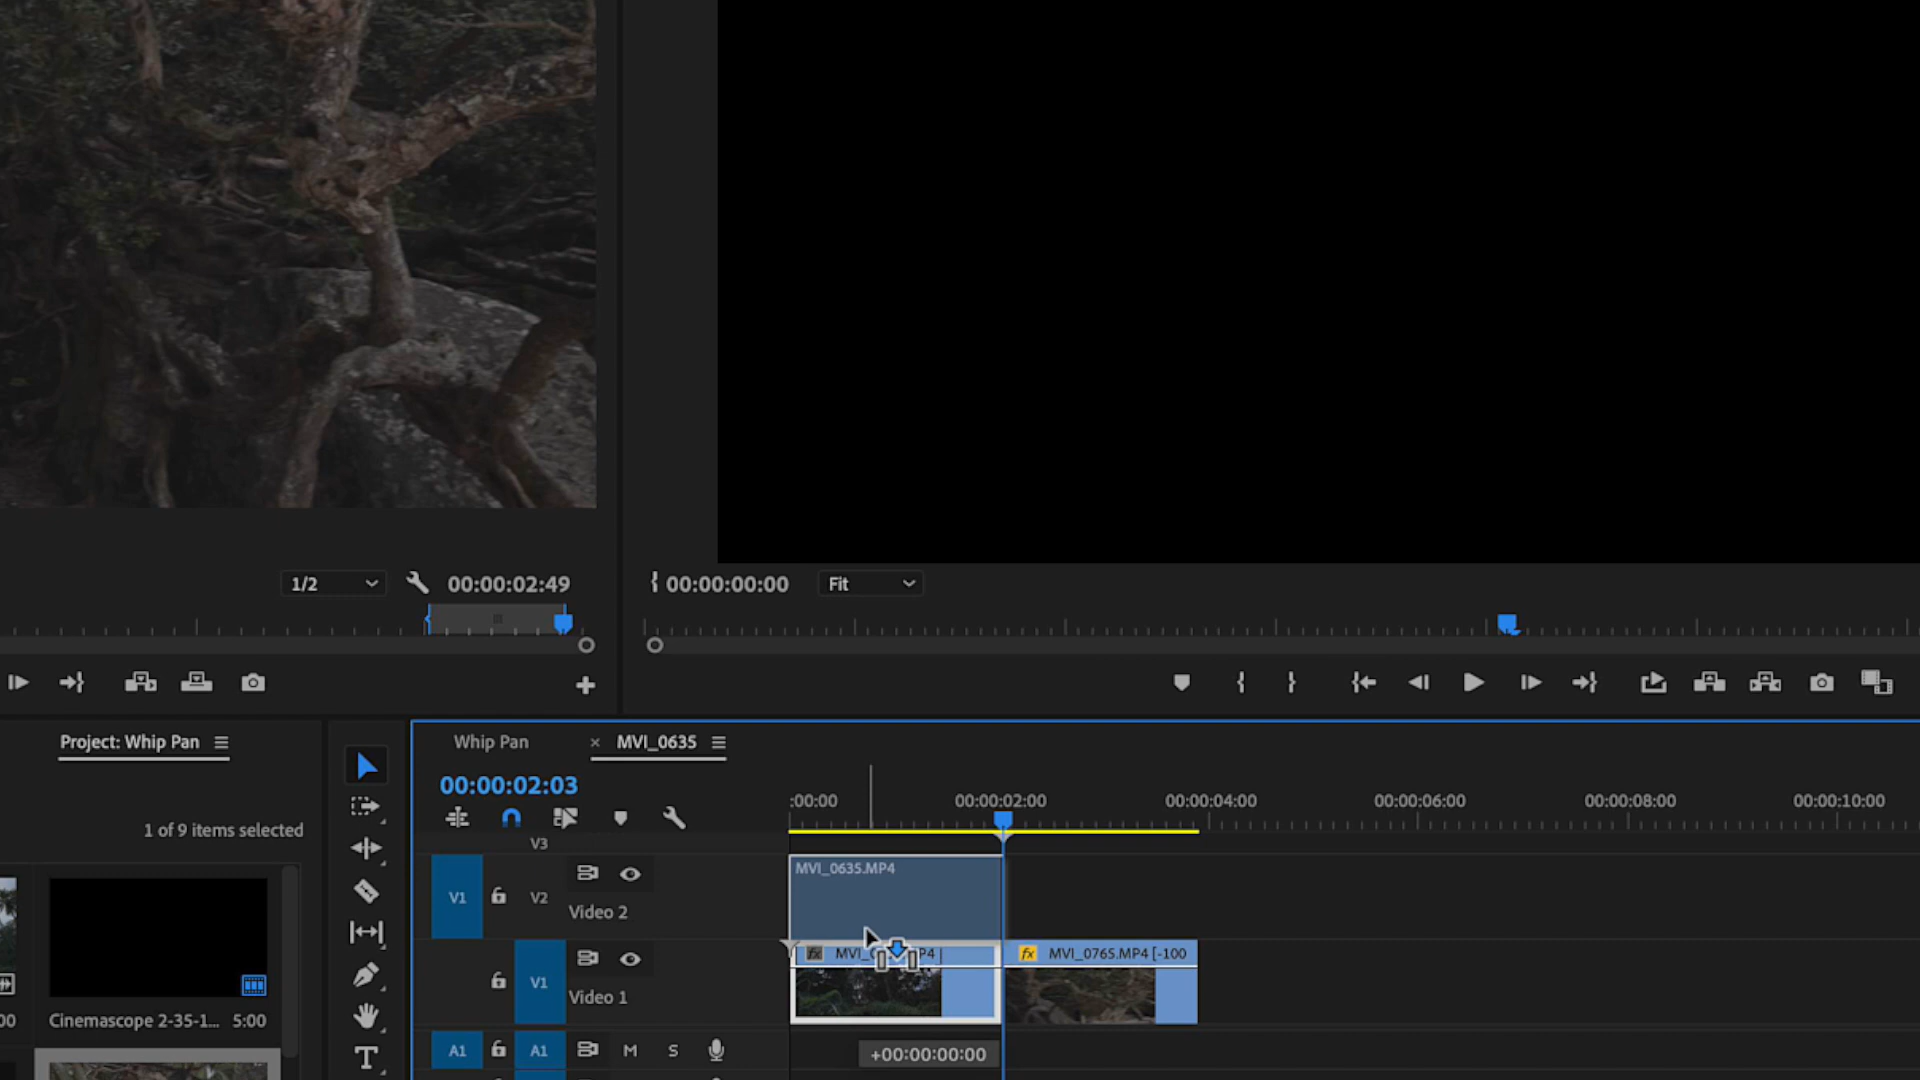 1/2
00:00:02:49
00:00:00:00
Fit
Project: Whip Pan
Whip Pan
× MVI_0635
00:00:02:03
:00:00
00:00:02:00
00:00:04:00
00:00:06:00
00:00:08:00
00:00:10:00
1 of 9 items selected
V3
MVI_0635.MP4
V1
V2
Video 2
fx
fx MVI_0765.MP4 [-100
V1
Video 1
00
Cinemascope 2-35-1... 5:00
A1
A1
M
S
+00:00:00:00
T